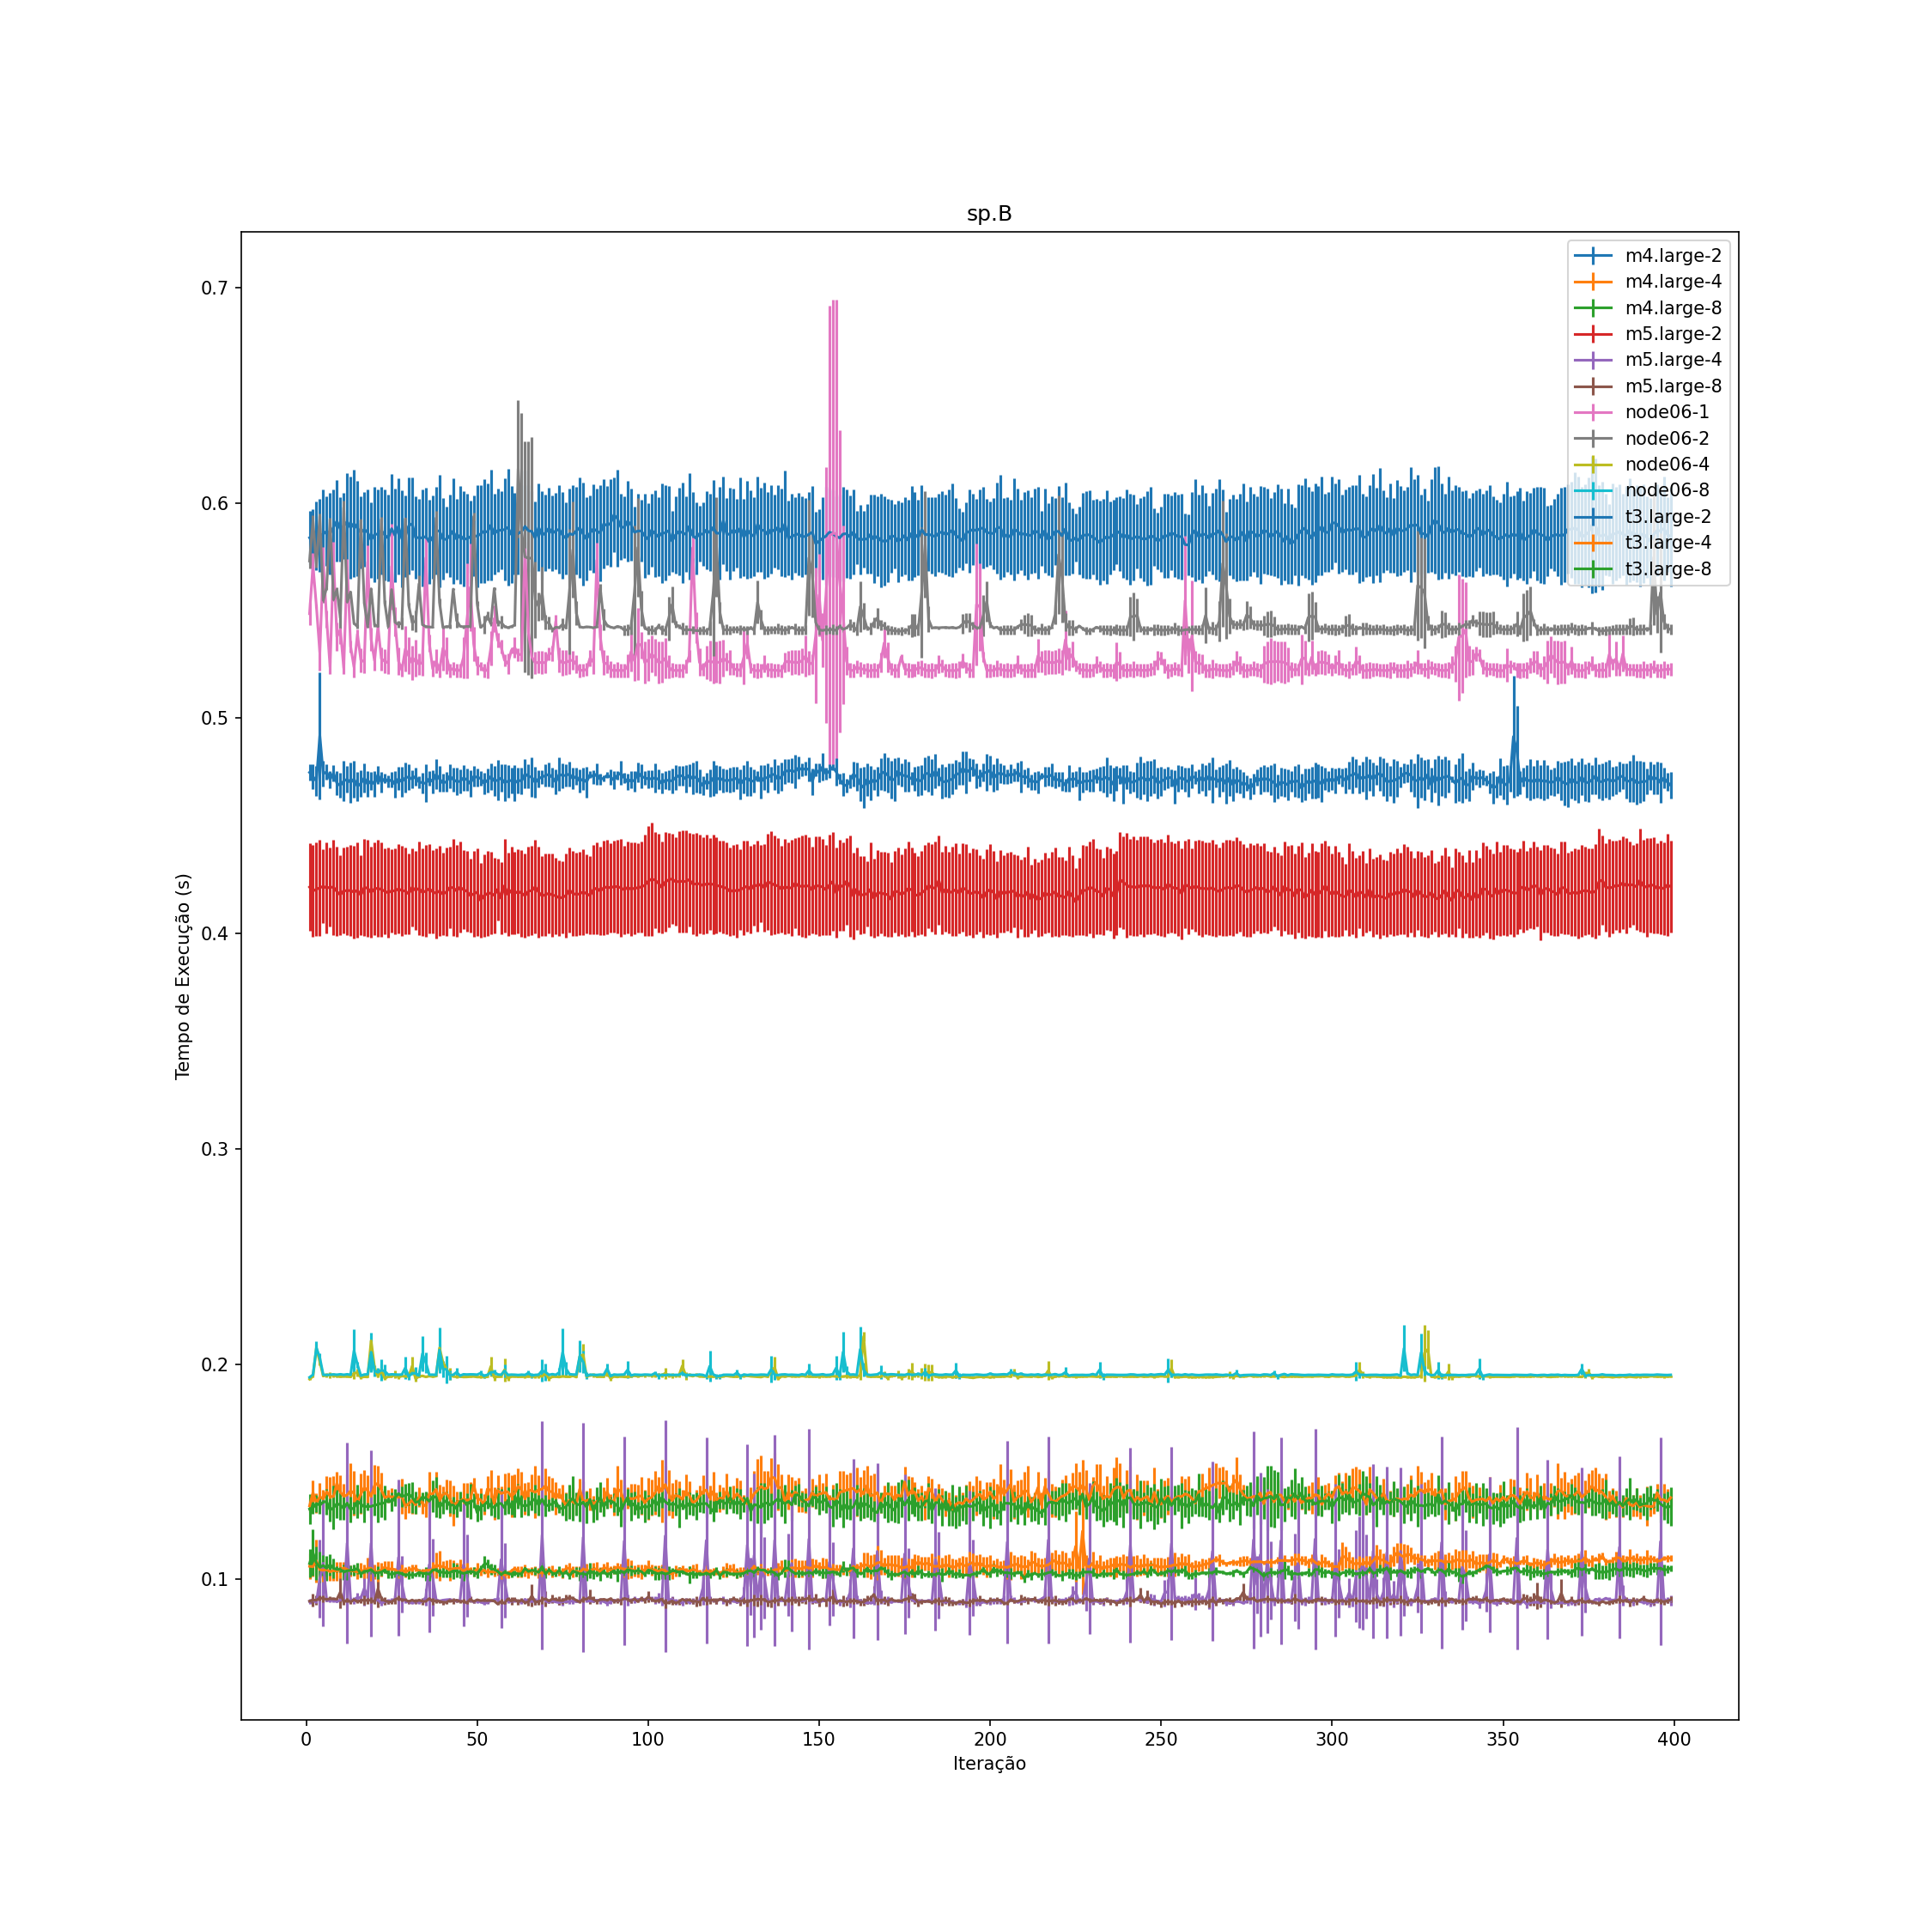 sp.B
0.7
0.6
0.5
0.4
0.3
0.2
0.1
Tempo de Execução (s)
m4.large-2
m4.large-4
m4.large-8
m5.large-2
m5.large-4
m5.large-8
node06-1
node06-2
node06-4
node06-8
t3.large-2
t3.large-4
t3.large-8
0 50 100 150 200 250 300 350 400
Iteração